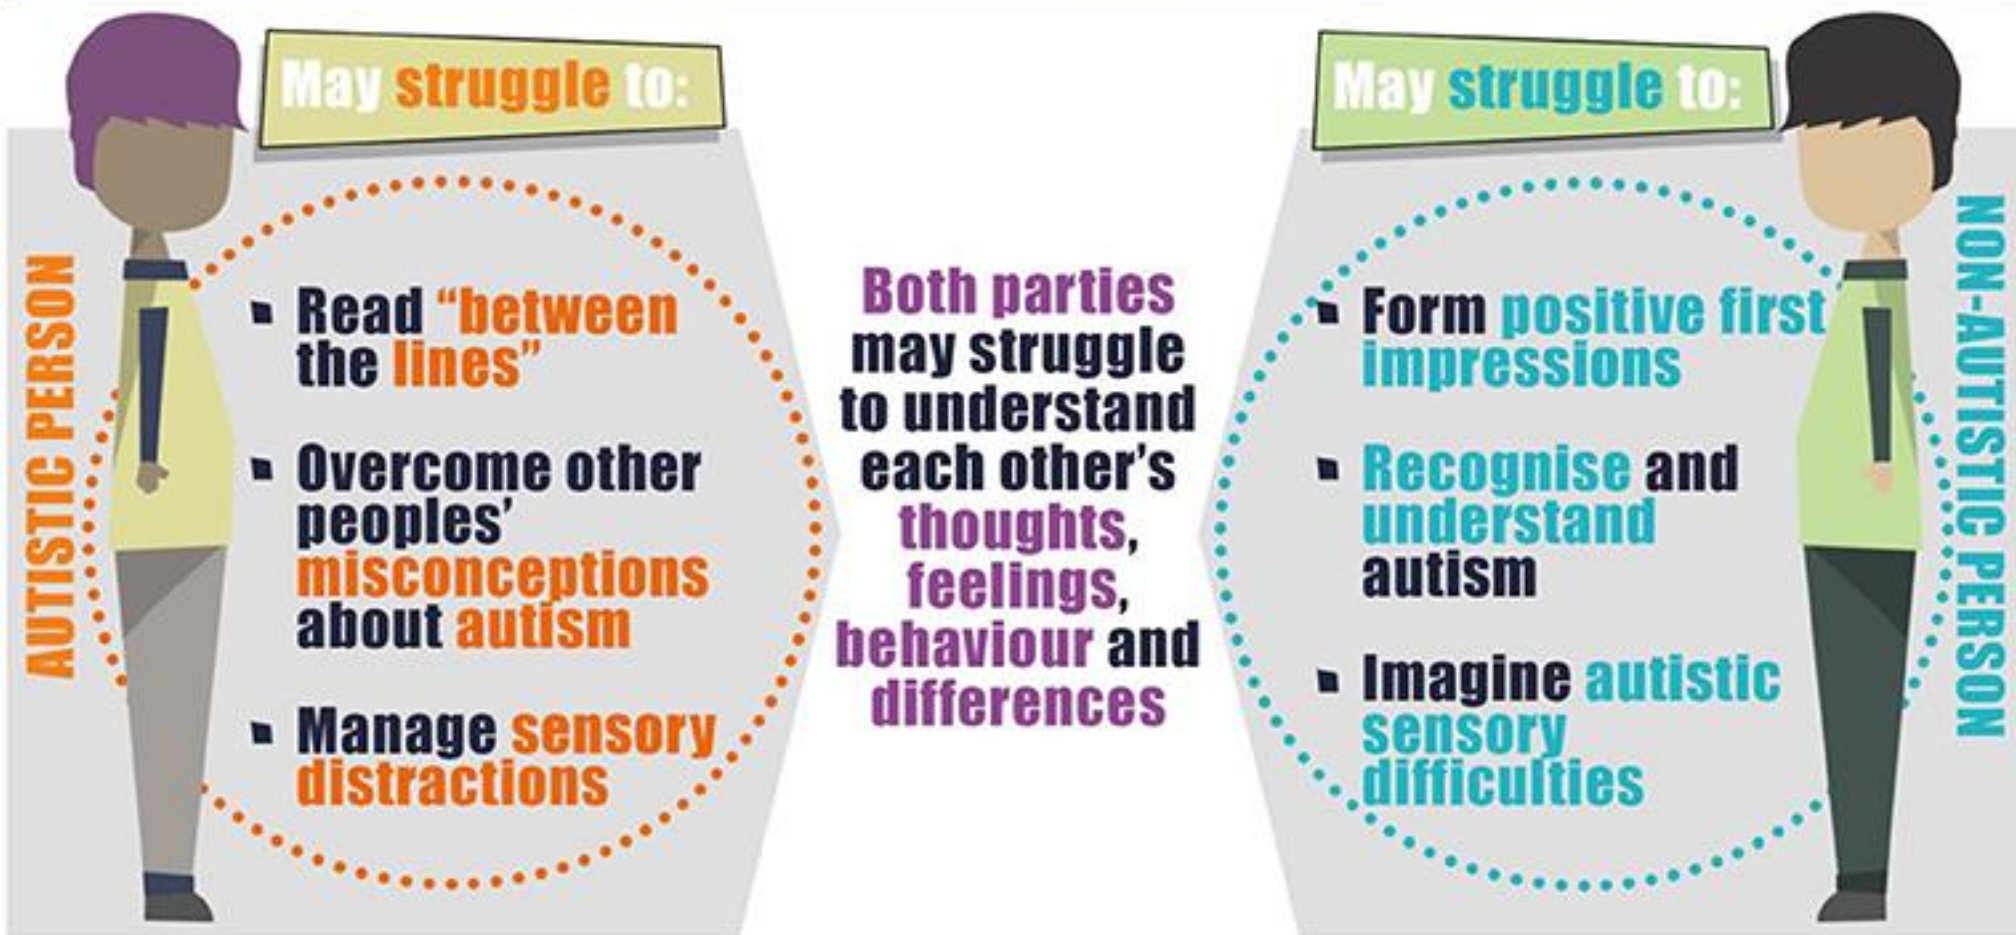 AUTISTIC PERSON
May struggle to:
▪ Read “between
the lines”
▪ Overcome other
peoples’
misconceptions
about autism
▪ Manage sensory
distractions
Both parties
may struggle
to understand
each other’s
thoughts,
feelings,
behaviour and
differences
May struggle to:
▪ Form positive first
impressions
▪ Recognise and
understand
autism
▪ Imagine autistic
sensory
difficulties
NON-AUTISTIC PERSON